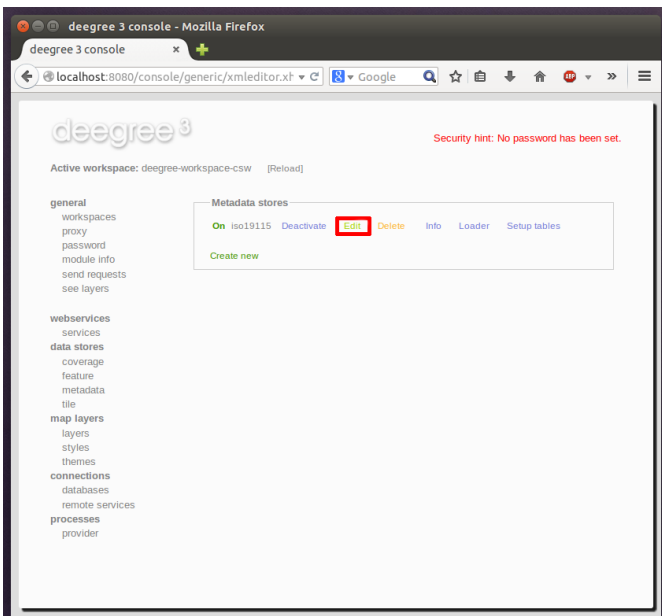 deegree 3 console - Mozilla Firefox
deegree 3 console
localhost:8080/console/generic/xmleditor.xh
Google
ABP
deegree 3
Security hint: No password has been set.
Active workspace: deegree-workspace-csw [Reload]
general
workspaces
proxy
password
module info
send requests
see layers
webservices
services
data stores
coverage
feature
metadata
tile
map layers
layers
styles
themes
connections
databases
remote services
processes
provider
Metadata stores
On iso19115 Deactivate Edit Delete Info Loader Setup tables
Create new